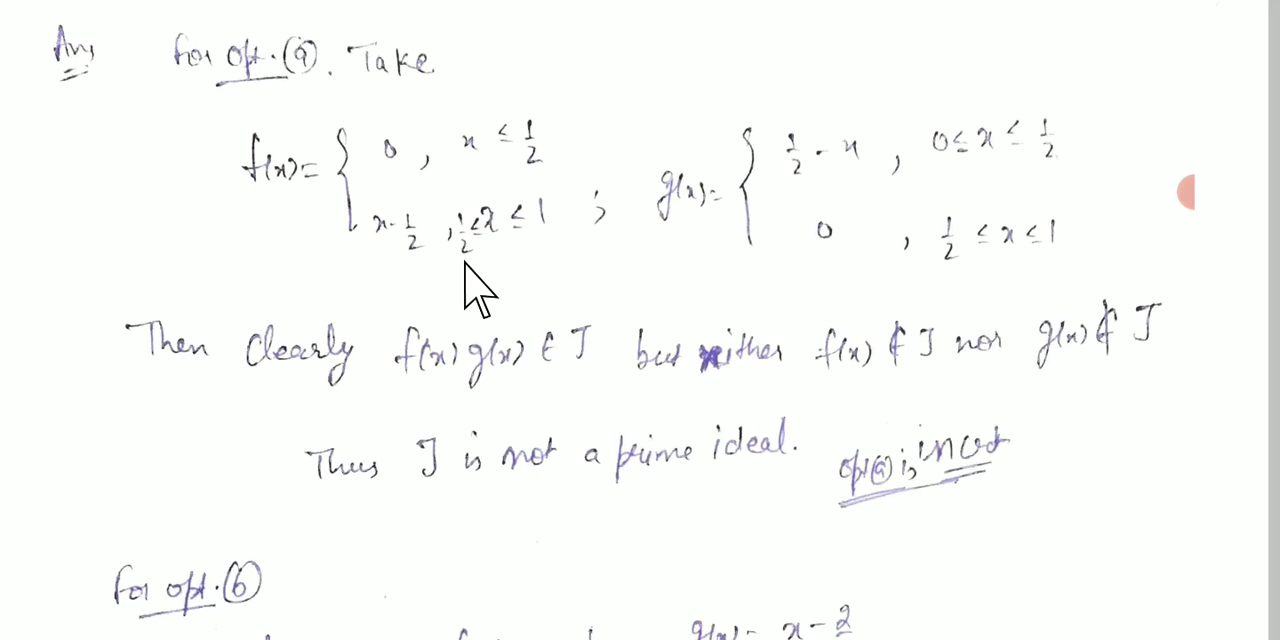 Ans For opt.(a). Take
f(x) = { 0, x ≤ 1/2
x - 1/2, 1/2 ≤ x ≤ 1 ; g(x) = { 1/2 - x, 0 ≤ x ≤ 1/2
0, 1/2 ≤ x ≤ 1
Then clearly f(x) g(x) ∈ J but neither f(x) ∉ J nor g(x) ∉ J
Thus J is not a prime ideal. opt(a) is
For opt.(b)
g(x) = x - 2